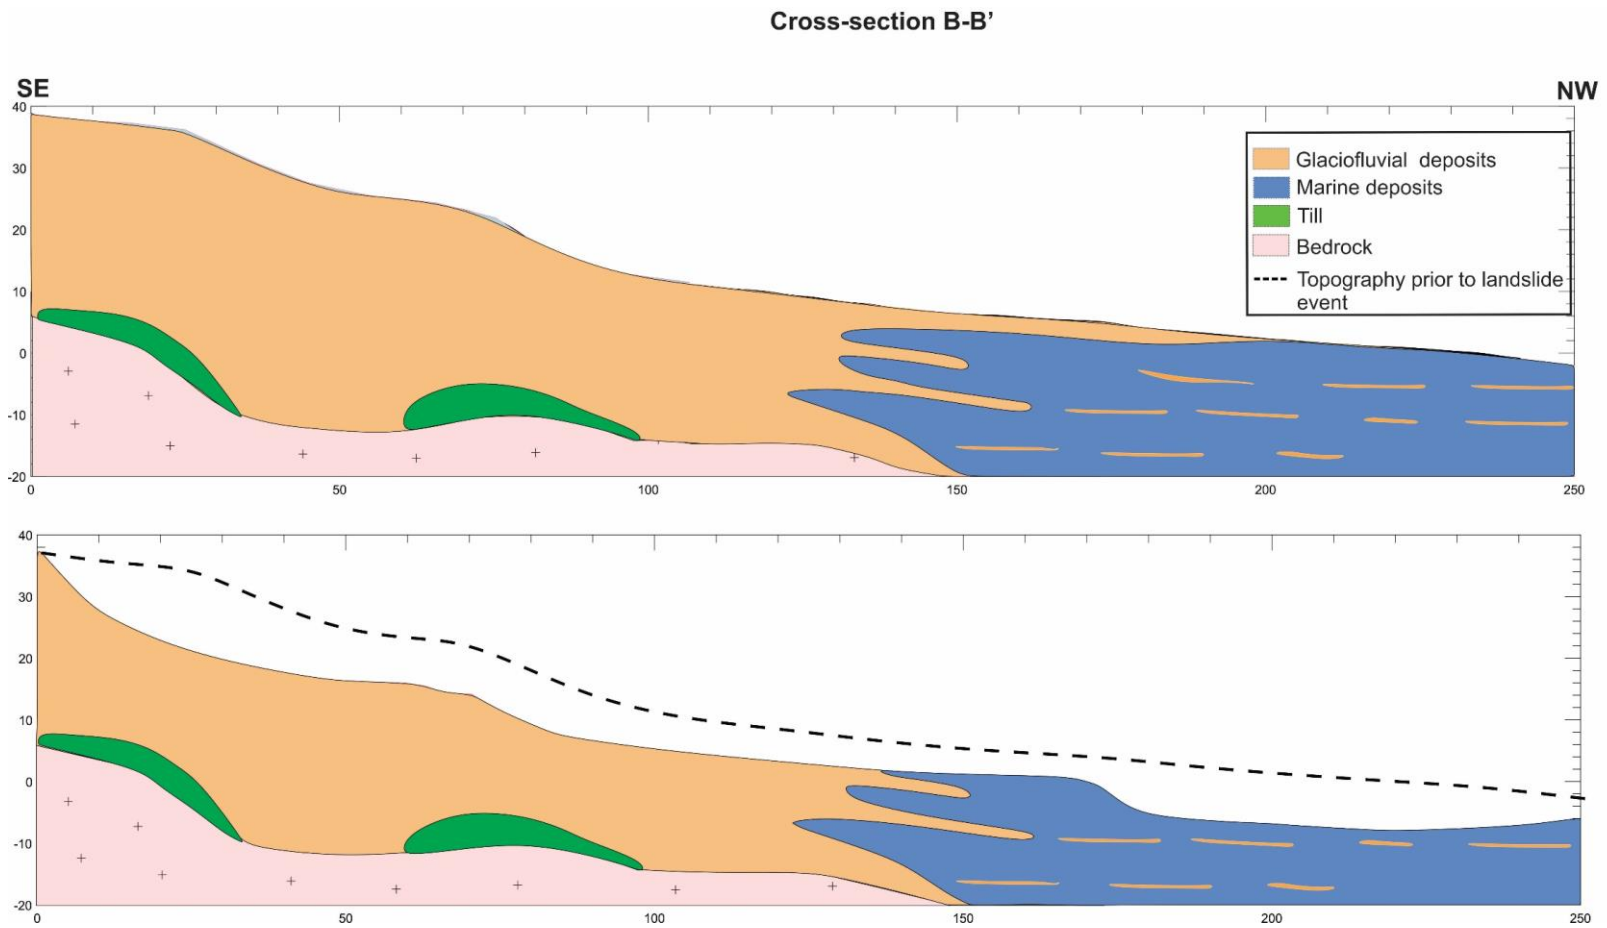 Cross-section B-B’
SE
NW
40
30
20
10
0
-10
-20
0
50
100
150
200
250
Glaciofluvial deposits
Marine deposits
Till
Bedrock
Topography prior to landslide
event
40
30
20
10
0
-10
-20
0
50
100
150
200
250